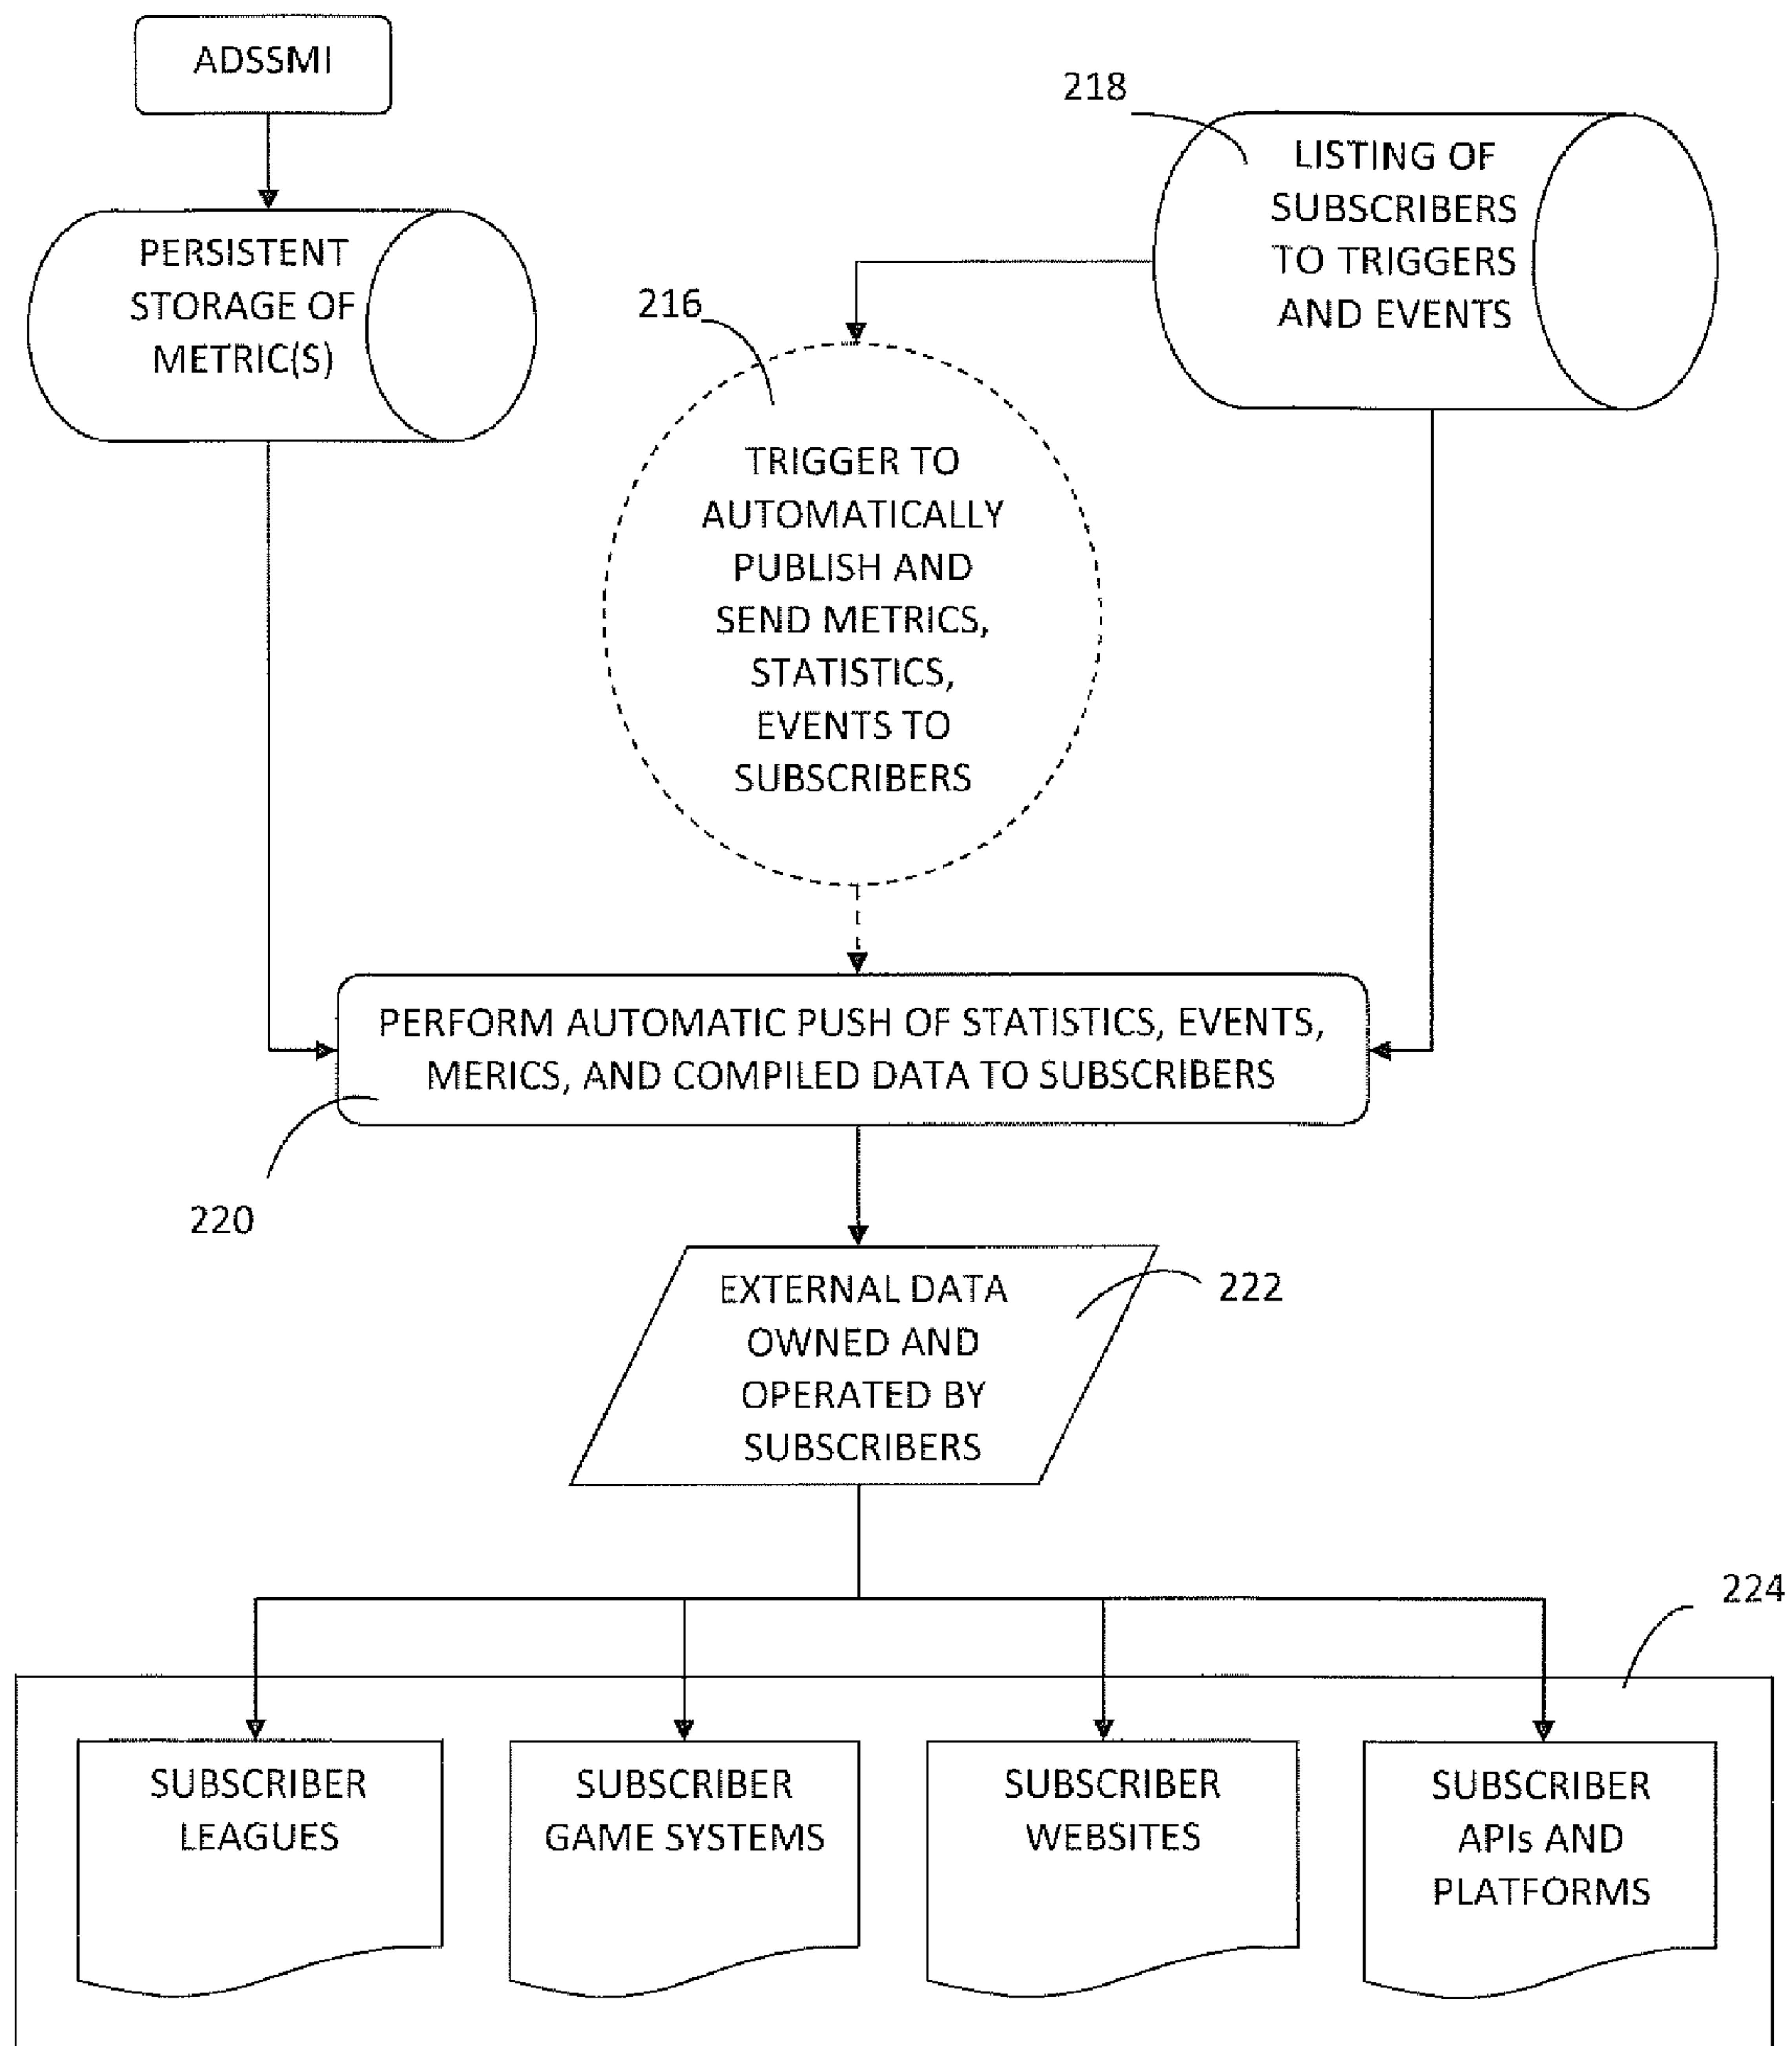 ADSSMI
218
LISTING OF
SUBSCRIBERS
TO TRIGGERS
AND EVENTS
PERSISTENT
STORAGE OF
METRIC(S)
216
TRIGGER TO
AUTOMATICALLY
PUBLISH AND
SEND METRICS,
STATISTICS,
EVENTS TO
SUBSCRIBERS
PERFORM AUTOMATIC PUSH OF STATISTICS, EVENTS,
MERICS, AND COMPILED DATA TO SUBSCRIBERS
220
EXTERNAL DATA
OWNED AND
OPERATED BY
SUBSCRIBERS
222
224
SUBSCRIBER
LEAGUES
SUBSCRIBER
GAME SYSTEMS
SUBSCRIBER
WEBSITES
SUBSCRIBER
APIs AND
PLATFORMS